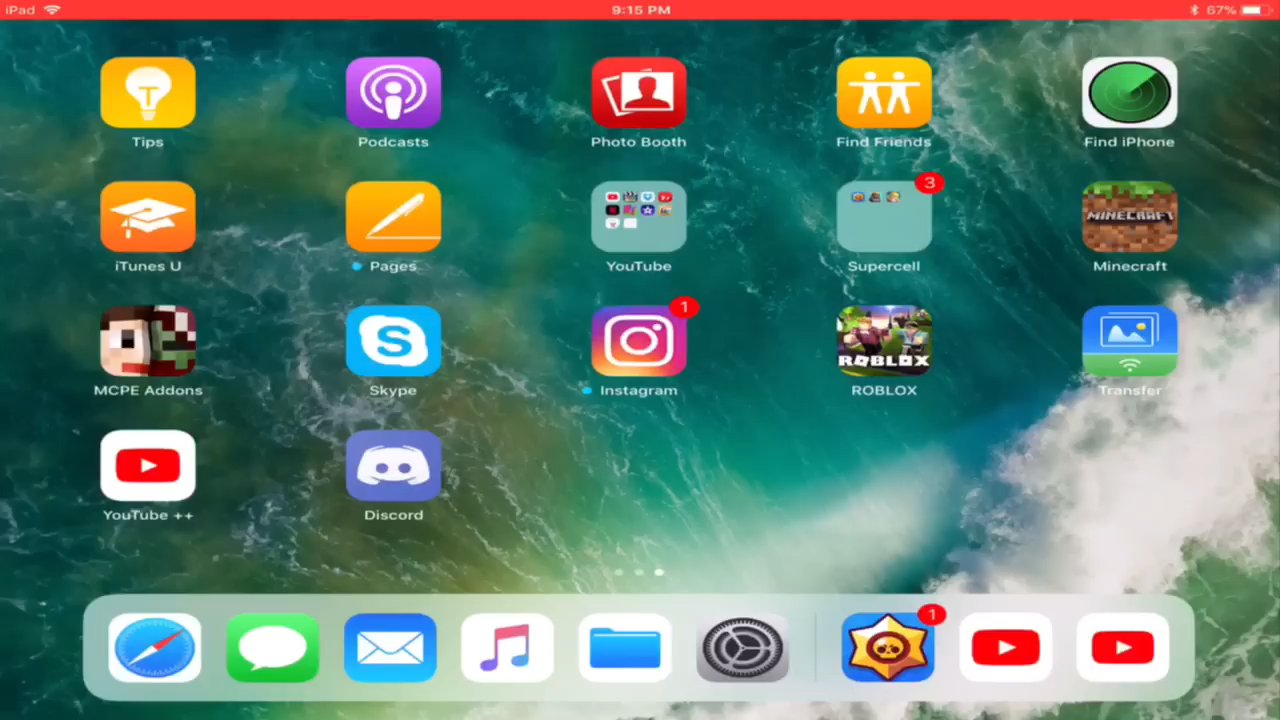 iPad 9:15 PM 67%
Tips Podcasts Photo Booth Find Friends Find iPhone
3
MINECRAFT
iTunes U Pages YouTube Supercell Minecraft
1
ROBLOX
MCPE Addons Skype Instagram ROBLOX Transfer
YouTube ++ Discord
1